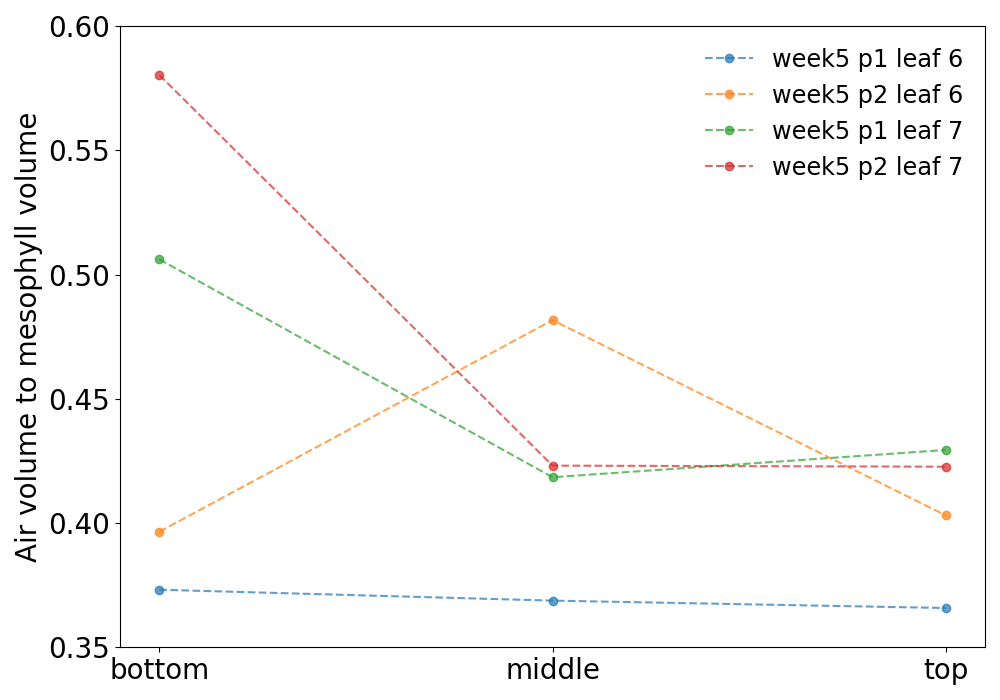 0.60
0.55
0.50
0.45
0.40
0.35
Air volume to mesophyll volume
week5 p1 leaf 6
week5 p2 leaf 6
week5 p1 leaf 7
week5 p2 leaf 7
bottom middle top